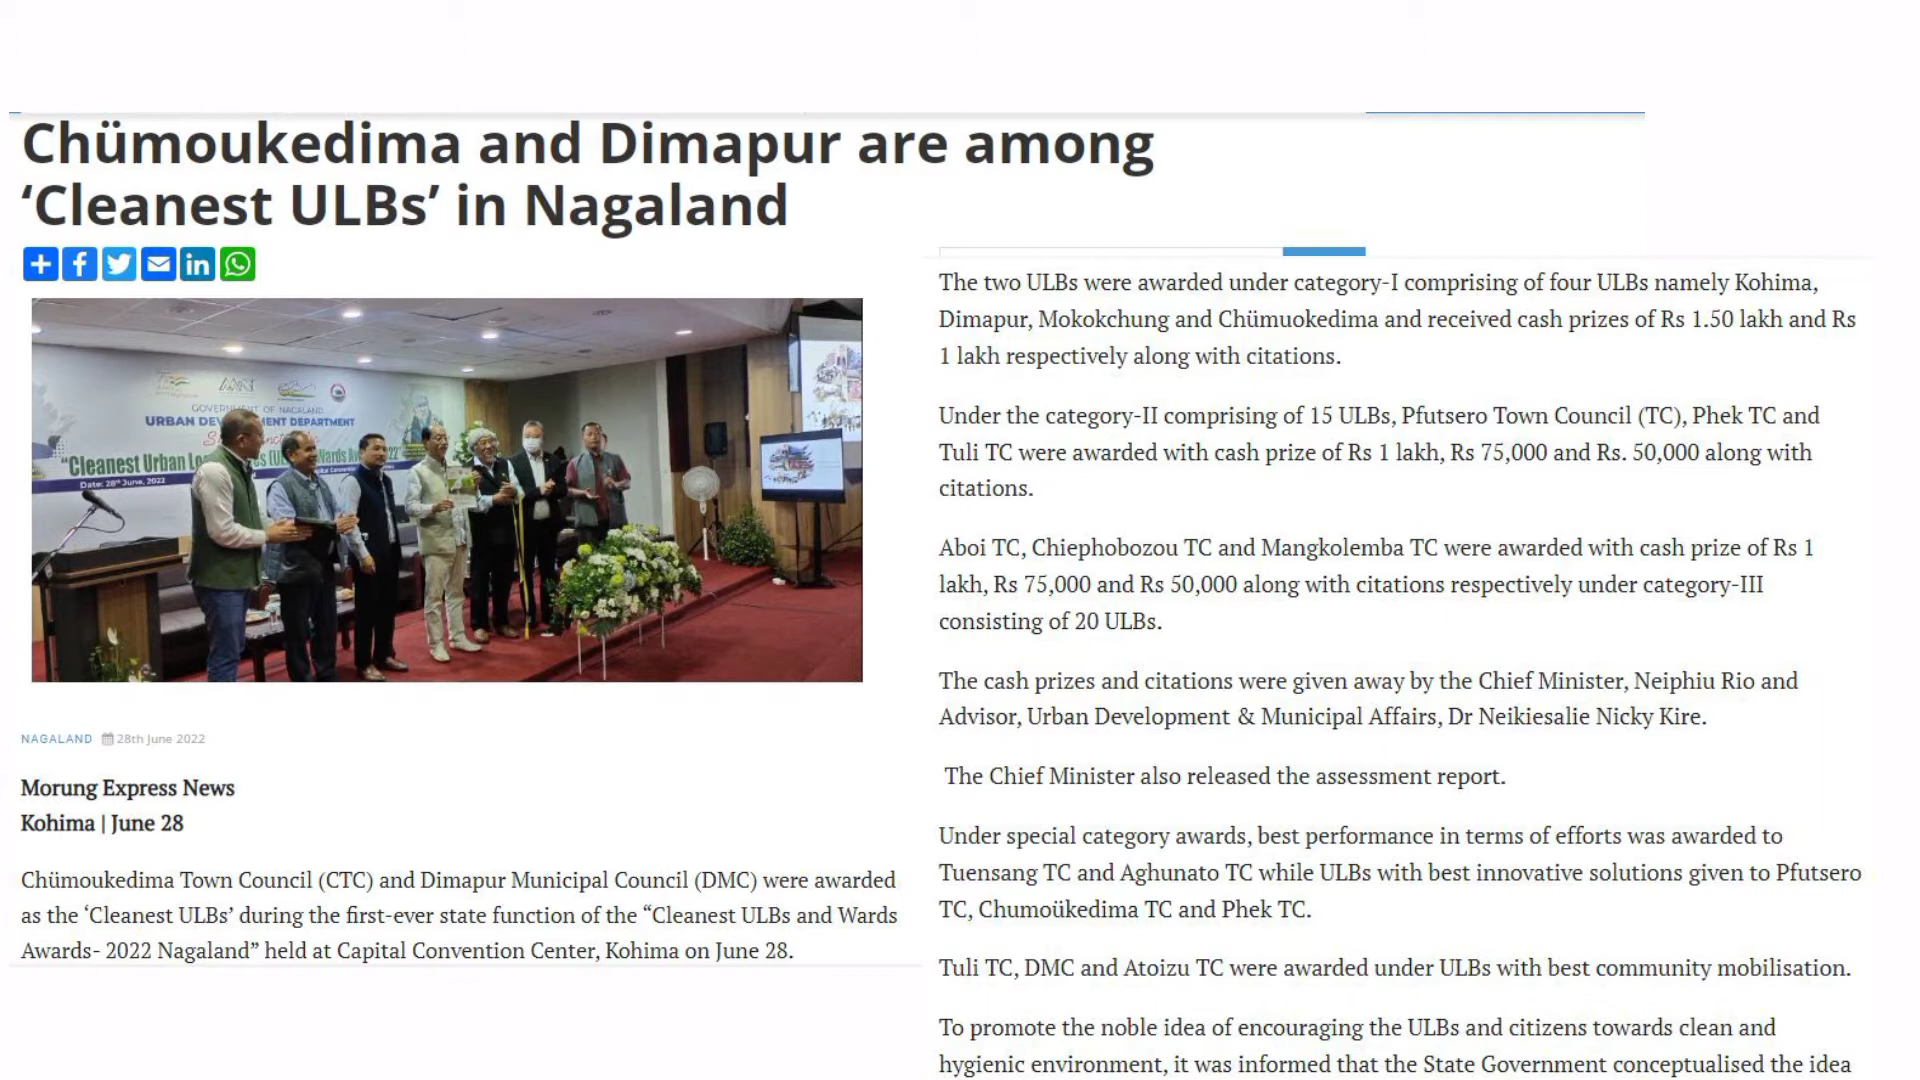 Chümoukedima and Dimapur are among
‘Cleanest ULBs’ in Nagaland
GOVERNMENT OF NAGALAND
URBAN DEVELOPMENT DEPARTMENT
Date: 28th June, 2022
NAGALAND 28th June 2022
Morung Express News
Kohima | June 28
Chümoukedima Town Council (CTC) and Dimapur Municipal Council (DMC) were awarded
as the ‘Cleanest ULBs’ during the first-ever state function of the “Cleanest ULBs and Wards
Awards- 2022 Nagaland” held at Capital Convention Center, Kohima on June 28.
The two ULBs were awarded under category-I comprising of four ULBs namely Kohima,
Dimapur, Mokokchung and Chümuokedima and received cash prizes of Rs 1.50 lakh and Rs
1 lakh respectively along with citations.
Under the category-II comprising of 15 ULBs, Pfutsero Town Council (TC), Phek TC and
Tuli TC were awarded with cash prize of Rs 1 lakh, Rs 75,000 and Rs. 50,000 along with
citations.
Aboi TC, Chiephobozou TC and Mangkolemba TC were awarded with cash prize of Rs 1
lakh, Rs 75,000 and Rs 50,000 along with citations respectively under category-III
consisting of 20 ULBs.
The cash prizes and citations were given away by the Chief Minister, Neiphiu Rio and
Advisor, Urban Development & Municipal Affairs, Dr Neikiesalie Nicky Kire.
The Chief Minister also released the assessment report.
Under special category awards, best performance in terms of efforts was awarded to
Tuensang TC and Aghunato TC while ULBs with best innovative solutions given to Pfutsero
TC, Chumoükedima TC and Phek TC.
Tuli TC, DMC and Atoizu TC were awarded under ULBs with best community mobilisation.
To promote the noble idea of encouraging the ULBs and citizens towards clean and
hygienic environment, it was informed that the State Government conceptualised the idea